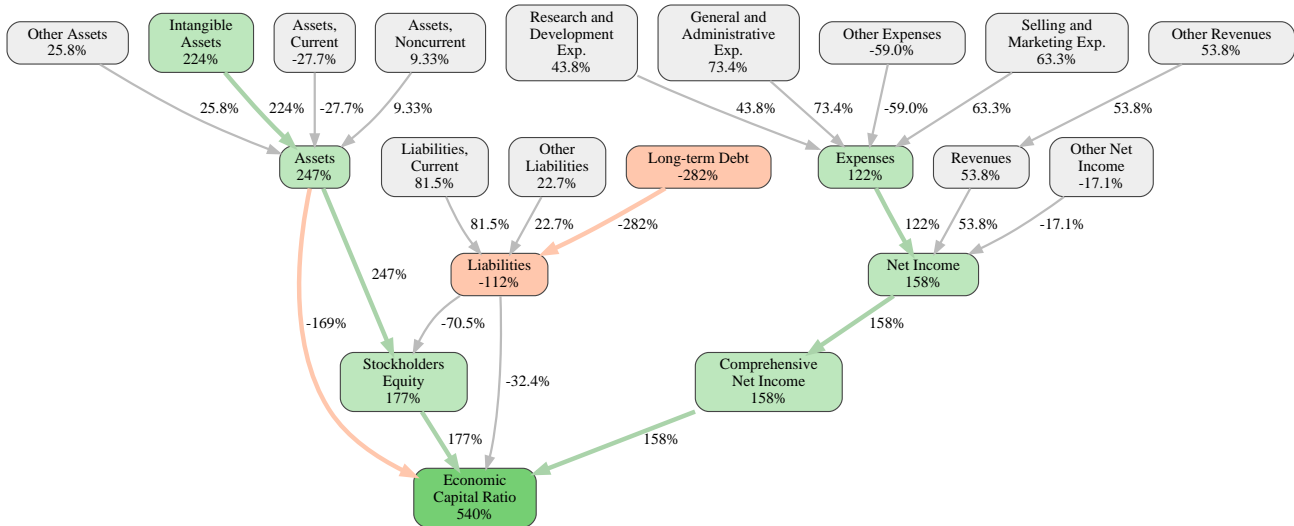 Other Assets
25.8%
Intangible
Assets
224%
Assets,
Current
-27.7%
Assets,
Noncurrent
9.33%
Research and
Development
Exp.
43.8%
General and
Administrative
Exp.
73.4%
Other Expenses
-59.0%
Selling and
Marketing Exp.
63.3%
Other Revenues
53.8%
25.8%
224%
-27.7%
9.33%
43.8%
73.4%
-59.0%
63.3%
53.8%
Assets
247%
Liabilities,
Current
81.5%
Other
Liabilities
22.7%
Long-term Debt
-282%
Expenses
122%
Revenues
53.8%
Other Net
Income
-17.1%
81.5%
22.7%
-282%
122%
53.8%
-17.1%
Liabilities
-112%
Net Income
158%
247%
-169%
-70.5%
158%
Stockholders
Equity
177%
-32.4%
Comprehensive
Net Income
158%
177%
158%
Economic
Capital Ratio
540%